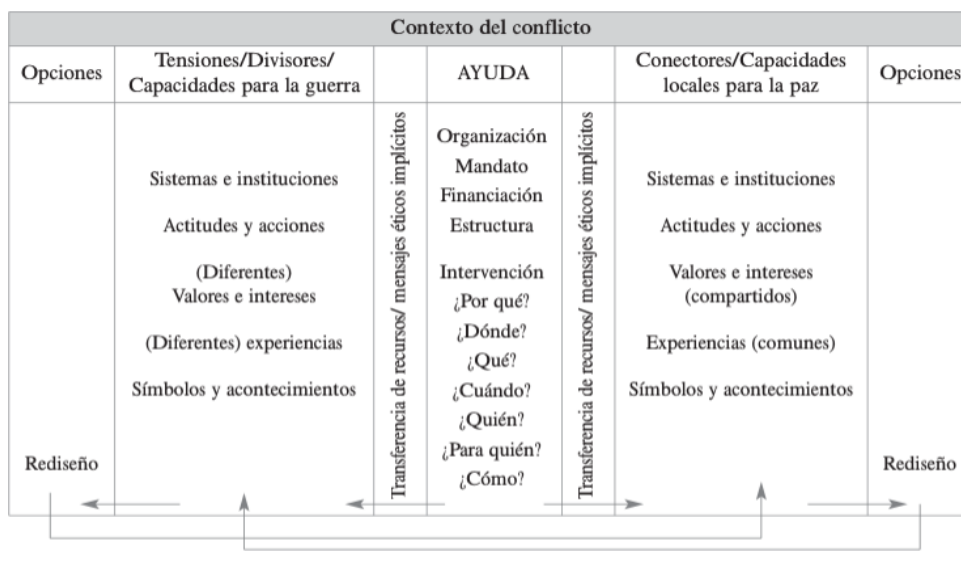 Contexto del conflicto
Opciones
Tensiones/Divisores/
Capacidades para la guerra
AYUDA
Conectores/Capacidades
locales para la paz
Opciones
Rediseño
Sistemas e instituciones
Actitudes y acciones
(Diferentes)
Valores e intereses
(Diferentes) experiencias
Símbolos y acontecimientos
Transferencia de recursos/ mensajes éticos implícitos
Organización
Mandato
Financiación
Estructura
Intervención
¿Por qué?
¿Dónde?
¿Qué?
¿Cuándo?
¿Quién?
¿Para quién?
¿Cómo?
Transferencia de recursos/ mensajes éticos implícitos
Sistemas e instituciones
Actitudes y acciones
Valores e intereses
(compartidos)
Experiencias (comunes)
Símbolos y acontecimientos
Rediseño